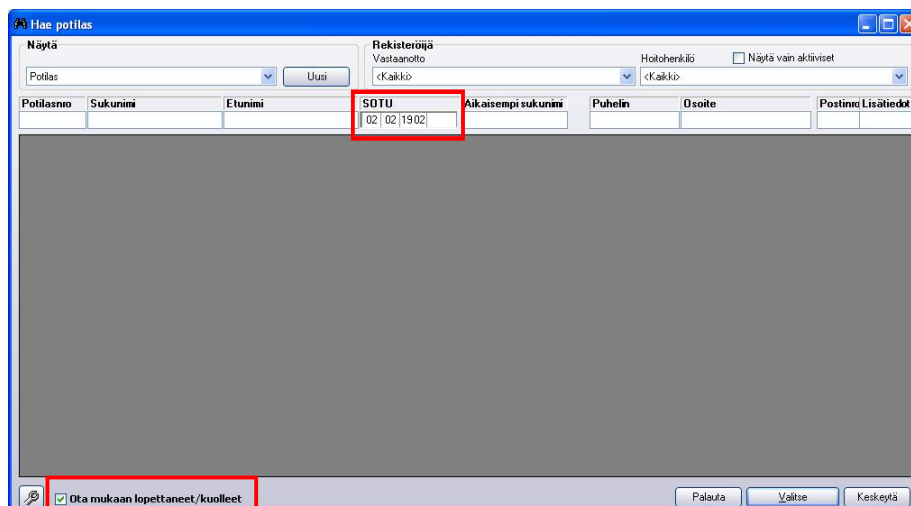 Hae potilas
Näytä
Rekisteröijä
Vastaanotto
Hoitohenkilö
Näytä vain aktiiviset
Potilas
Uusi
<Kaikki>
<Kaikki>
Potilasnro Sukunimi Etunimi SOTU Aikaisempi sukunimi Puhelin Osoite Postinro Lisätiedot
02 02 1902
Ota mukaan lopettaneet/kuolleet
Palauta
Valitse
Keskeytä